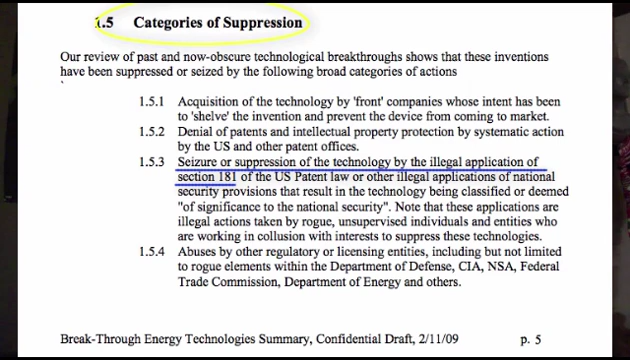 1.5 Categories of Suppression
Our review of past and now-obscure technological breakthroughs shows that these inventions
have been suppressed or seized by the following broad categories of actions
1.5.1 Acquisition of the technology by 'front' companies whose intent has been
to 'shelve' the invention and prevent the device from coming to market.
1.5.2 Denial of patents and intellectual property protection by systematic action
by the US and other patent offices.
1.5.3 Seizure or suppression of the technology by the illegal application of
section 181 of the US Patent law or other illegal applications of national
security provisions that result in the technology being classified or deemed
"of significance to the national security". Note that these applications are
illegal actions taken by rogue, unsupervised individuals and entities who
are working in collusion with interests to suppress these technologies.
1.5.4 Abuses by other regulatory or licensing entities, including but not limited
to rogue elements within the Department of Defense, CIA, NSA, Federal
Trade Commission, Department of Energy and others.
Break-Through Energy Technologies Summary, Confidential Draft, 2/11/09 p. 5